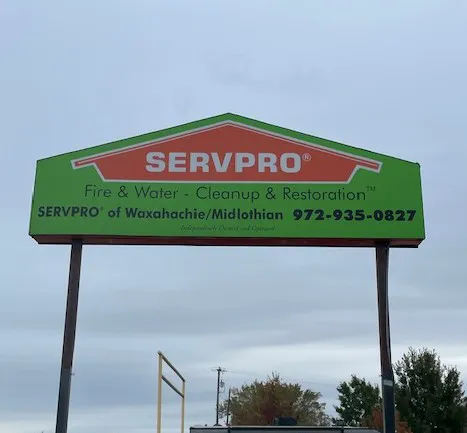 SERVPRO®
Fire & Water - Cleanup & Restoration™
SERVPRO® of Waxahachie/Midlothian 972-935-0827
Independently Owned and Operated